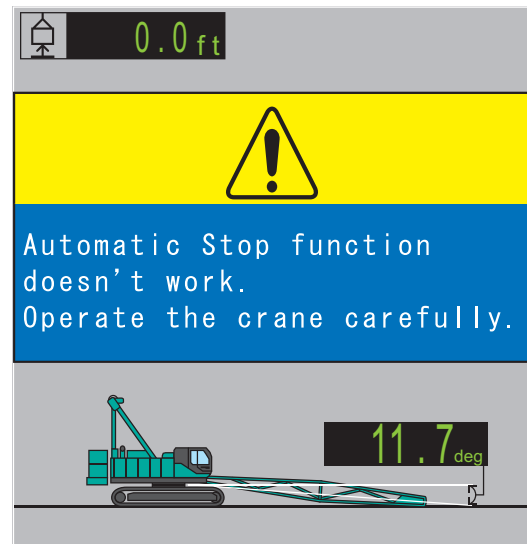 0.0ft
Automatic Stop function
doesn't work.
Operate the crane carefully.
11.7deg